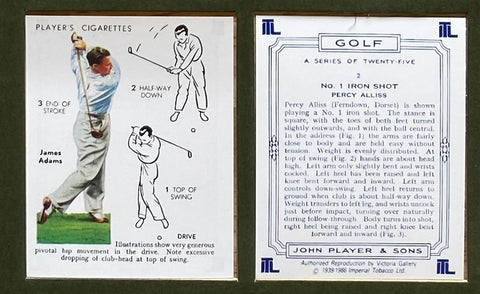 PLAYER'S CIGARETTES
2 HALF-WAY
DOWN
3 END OF
STROKE
James
Adams
1 TOP OF
SWING
DRIVE
Illustrations show very generous
pivotal hip movement in the drive. Note excessive
dropping of club-head at top of swing.
ITL ITL
GOLF
A SERIES OF TWENTY-FIVE
2
No. 1 IRON SHOT
PERCY ALLISS
Percy Alliss (Ferndown, Dorset) is shown
playing a No. 1 iron shot. The stance is
square, with the toes of both feet turned
slightly outwards, and with the ball central.
In the address (Fig. 1) the arms are fairly
close to body and are held easily without
tension. Weight is evenly distributed. At
top of swing (Fig. 2) hands are about head
high. Left arm only slightly bent and wrists
cocked. Left heel has been raised and left
knee bent forward and inward. Left arm
controls down-swing. Left heel returns to
ground when club is about half-way down.
Weight transfers to left leg, and wrists uncock
just before impact, turning over naturally
during follow-through. Body turns into shot,
right heel being raised and right knee bent
forward and inward (Fig. 3).
JOHN PLAYER & SONS
Authorized Reproduction by Victoria Gallery
© 1939/1986 Imperial Tobacco Ltd.
ITL ITL